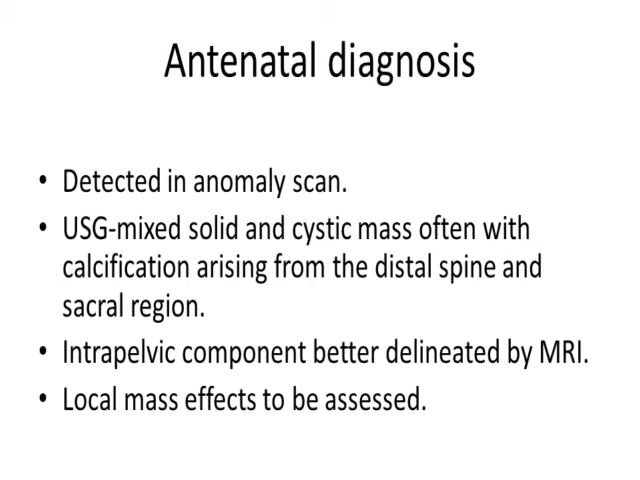 Antenatal diagnosis
• Detected in anomaly scan.
• USG-mixed solid and cystic mass often with
calcification arising from the distal spine and
sacral region.
• Intrapelvic component better delineated by MRI.
• Local mass effects to be assessed.